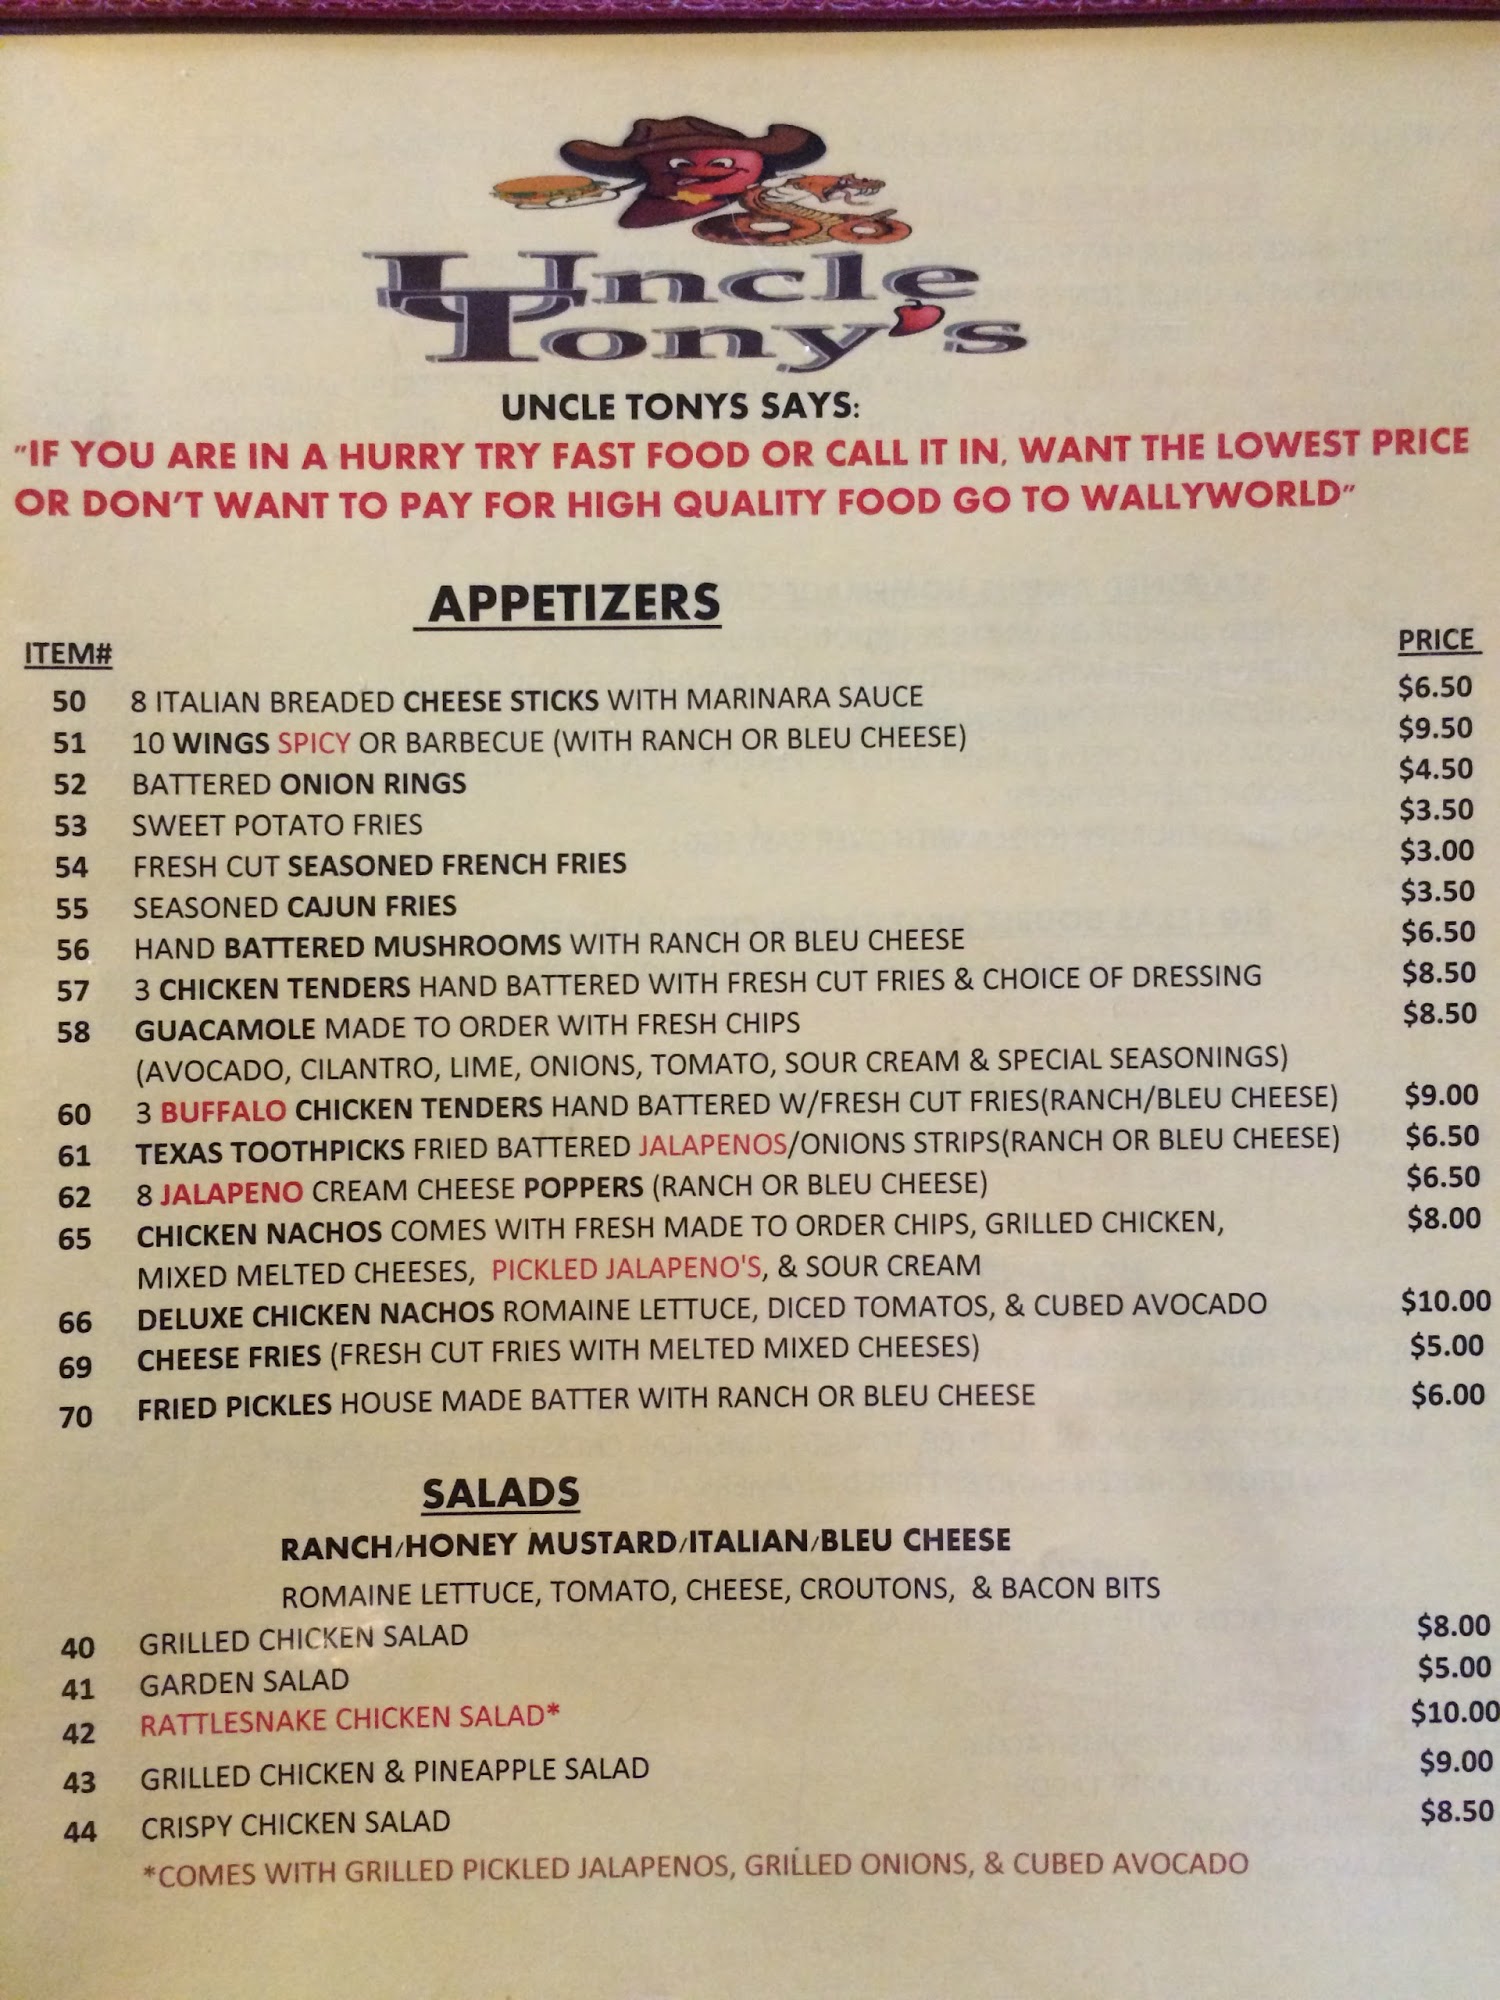 Uncle
Tony's
UNCLE TONYS SAYS:
"IF YOU ARE IN A HURRY TRY FAST FOOD OR CALL IT IN, WANT THE LOWEST PRICE
OR DON'T WANT TO PAY FOR HIGH QUALITY FOOD GO TO WALLYWORLD"
APPETIZERS
ITEM# PRICE
50 8 ITALIAN BREADED CHEESE STICKS WITH MARINARA SAUCE $6.50
51 10 WINGS SPICY OR BARBECUE (WITH RANCH OR BLEU CHEESE) $9.50
52 BATTERED ONION RINGS $4.50
53 SWEET POTATO FRIES $3.50
54 FRESH CUT SEASONED FRENCH FRIES $3.00
55 SEASONED CAJUN FRIES $3.50
56 HAND BATTERED MUSHROOMS WITH RANCH OR BLEU CHEESE $6.50
57 3 CHICKEN TENDERS HAND BATTERED WITH FRESH CUT FRIES & CHOICE OF DRESSING $8.50
58 GUACAMOLE MADE TO ORDER WITH FRESH CHIPS $8.50
(AVOCADO, CILANTRO, LIME, ONIONS, TOMATO, SOUR CREAM & SPECIAL SEASONINGS)
60 3 BUFFALO CHICKEN TENDERS HAND BATTERED W/FRESH CUT FRIES(RANCH/BLEU CHEESE) $9.00
61 TEXAS TOOTHPICKS FRIED BATTERED JALAPENOS/ONIONS STRIPS(RANCH OR BLEU CHEESE) $6.50
62 8 JALAPENO CREAM CHEESE POPPERS (RANCH OR BLEU CHEESE) $6.50
65 CHICKEN NACHOS COMES WITH FRESH MADE TO ORDER CHIPS, GRILLED CHICKEN, $8.00
MIXED MELTED CHEESES, PICKLED JALAPENO'S, & SOUR CREAM
66 DELUXE CHICKEN NACHOS ROMAINE LETTUCE, DICED TOMATOS, & CUBED AVOCADO $10.00
69 CHEESE FRIES (FRESH CUT FRIES WITH MELTED MIXED CHEESES) $5.00
70 FRIED PICKLES HOUSE MADE BATTER WITH RANCH OR BLEU CHEESE $6.00
SALADS
RANCH/HONEY MUSTARD/ITALIAN/BLEU CHEESE
ROMAINE LETTUCE, TOMATO, CHEESE, CROUTONS, & BACON BITS
40 GRILLED CHICKEN SALAD $8.00
41 GARDEN SALAD $5.00
42 RATTLESNAKE CHICKEN SALAD* $10.00
43 GRILLED CHICKEN & PINEAPPLE SALAD $9.00
44 CRISPY CHICKEN SALAD $8.50
*COMES WITH GRILLED PICKLED JALAPENOS, GRILLED ONIONS, & CUBED AVOCADO